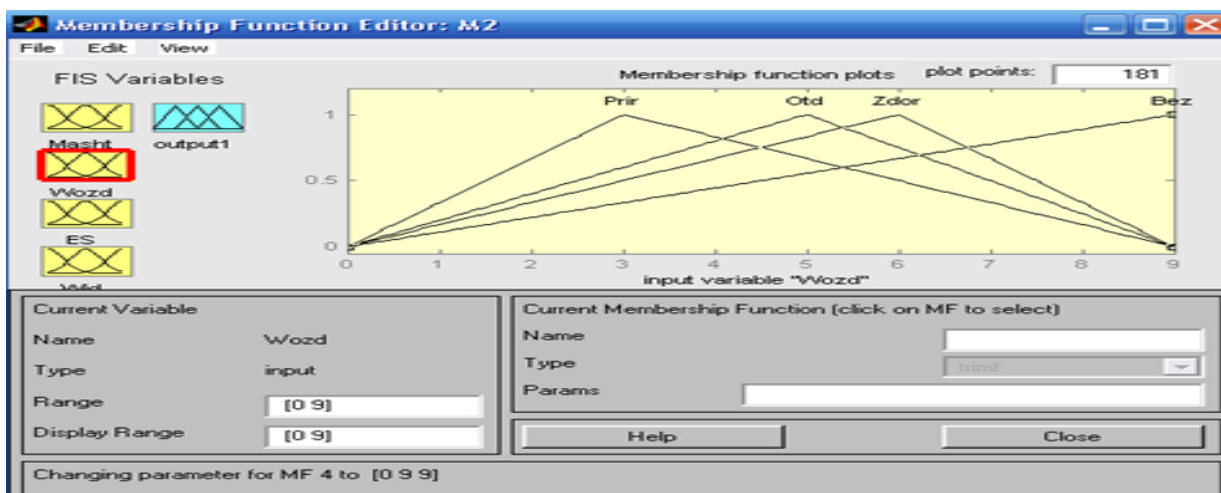 Membership Function Editor: M2
File Edit View
FIS Variables
Membership function plots plot points: 181
Masht
output1
Wozd
ES
Prir Otd Zdor Bez
1
0.5
0
0 1 2 3 4 5 6 7 8 9
input variable "Wozd"
Current Variable
Name Wozd
Type input
Range [0 9]
Display Range [0 9]
Current Membership Function (click on MF to select)
Name
Type trimf
Params
Help Close
Changing parameter for MF 4 to [0 9 9]